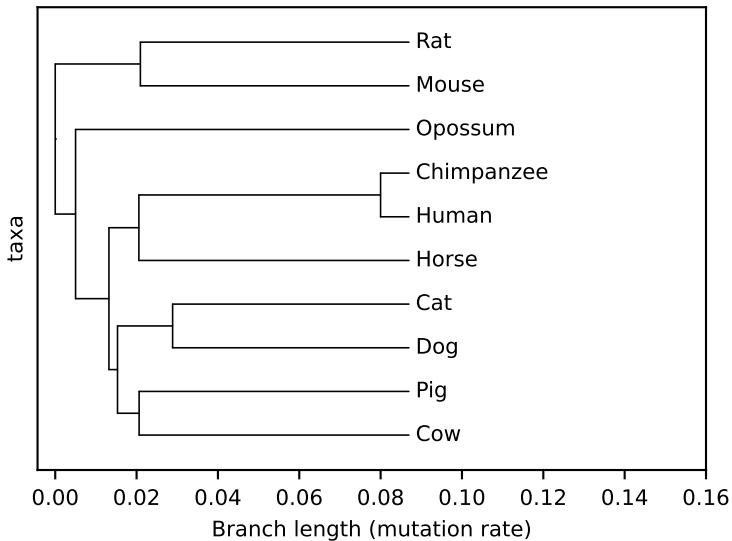 Rat
Mouse
Opossum
Chimpanzee
Human
Horse
Cat
Dog
Pig
Cow
taxa
0.00 0.02 0.04 0.06 0.08 0.10 0.12 0.14 0.16
Branch length (mutation rate)